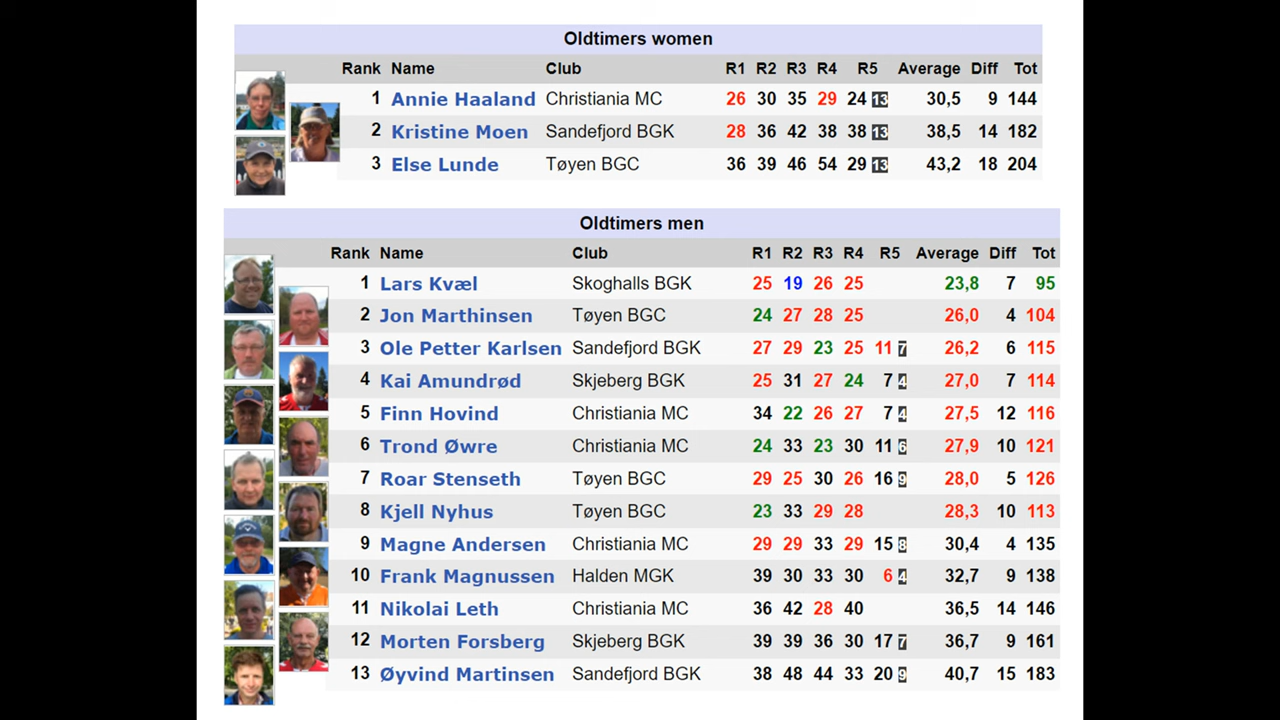 Oldtimers women
Rank Name Club R1 R2 R3 R4 R5 Average Diff Tot
1 Annie Haaland Christiania MC 26 30 35 29 24 13 30,5 9 144
2 Kristine Moen Sandefjord BGK 28 36 42 38 38 13 38,5 14 182
3 Else Lunde Tøyen BGC 36 39 46 54 29 13 43,2 18 204
Oldtimers men
Rank Name Club R1 R2 R3 R4 R5 Average Diff Tot
1 Lars Kvæl Skoghalls BGK 25 19 26 25 23,8 7 95
2 Jon Marthinsen Tøyen BGC 24 27 28 25 26,0 4 104
3 Ole Petter Karlsen Sandefjord BGK 27 29 23 25 11 7 26,2 6 115
4 Kai Amundrød Skjeberg BGK 25 31 27 24 7 4 27,0 7 114
5 Finn Hovind Christiania MC 34 22 26 27 7 4 27,5 12 116
6 Trond Øwre Christiania MC 24 33 23 30 11 6 27,9 10 121
7 Roar Stenseth Tøyen BGC 29 25 30 26 16 9 28,0 5 126
8 Kjell Nyhus Tøyen BGC 23 33 29 28 28,3 10 113
9 Magne Andersen Christiania MC 29 29 33 29 15 8 30,4 4 135
10 Frank Magnussen Halden MGK 39 30 33 30 6 4 32,7 9 138
11 Nikolai Leth Christiania MC 36 42 28 40 36,5 14 146
12 Morten Forsberg Skjeberg BGK 39 39 36 30 17 7 36,7 9 161
13 Øyvind Martinsen Sandefjord BGK 38 48 44 33 20 9 40,7 15 183